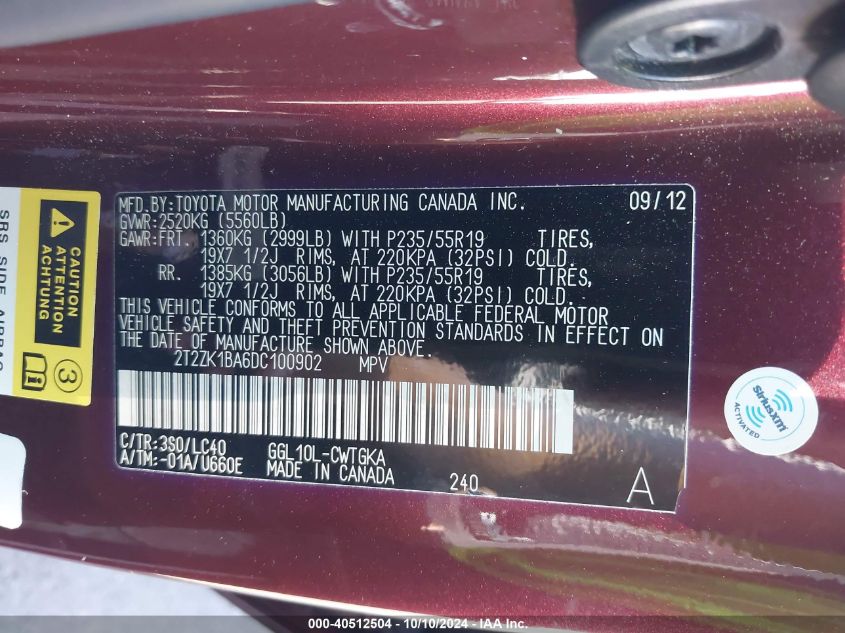 MFD.BY:TOYOTA MOTOR MANUFACTURING CANADA INC. 09/12
GVWR:2520KG (5560LB)
GAWR:FRT. 1360KG (2999LB) WITH P235/55R19 TIRES,
19X7 1/2J RIMS, AT 220KPA (32PSI) COLD.
RR. 1385KG (3056LB) WITH P235/55R19 TIRES,
19X7 1/2J RIMS, AT 220KPA (32PSI) COLD.
THIS VEHICLE CONFORMS TO ALL APPLICABLE FEDERAL MOTOR
VEHICLE SAFETY AND THEFT PREVENTION STANDARDS IN EFFECT ON
THE DATE OF MANUFACTURE SHOWN ABOVE.
2T2ZK1BA6DC100902 MPV
C/TR:3S0/LC40 GGL10L-CWTGKA
A/TM:-01A/U660E MADE IN CANADA 240 A
CAUTION
ACHTUNG
3
SRS SIDE AIRBAG
SiriusXM
ACTIVATED
000-40512504 - 10/10/2024 - IAA Inc.